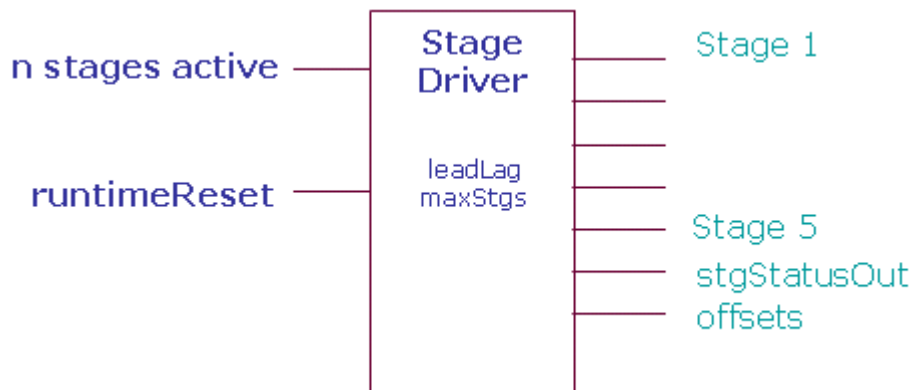 n stages active
runtimeReset
Stage
Driver
leadLag
maxStgs
Stage 1
Stage 5
stgStatusOut
offsets